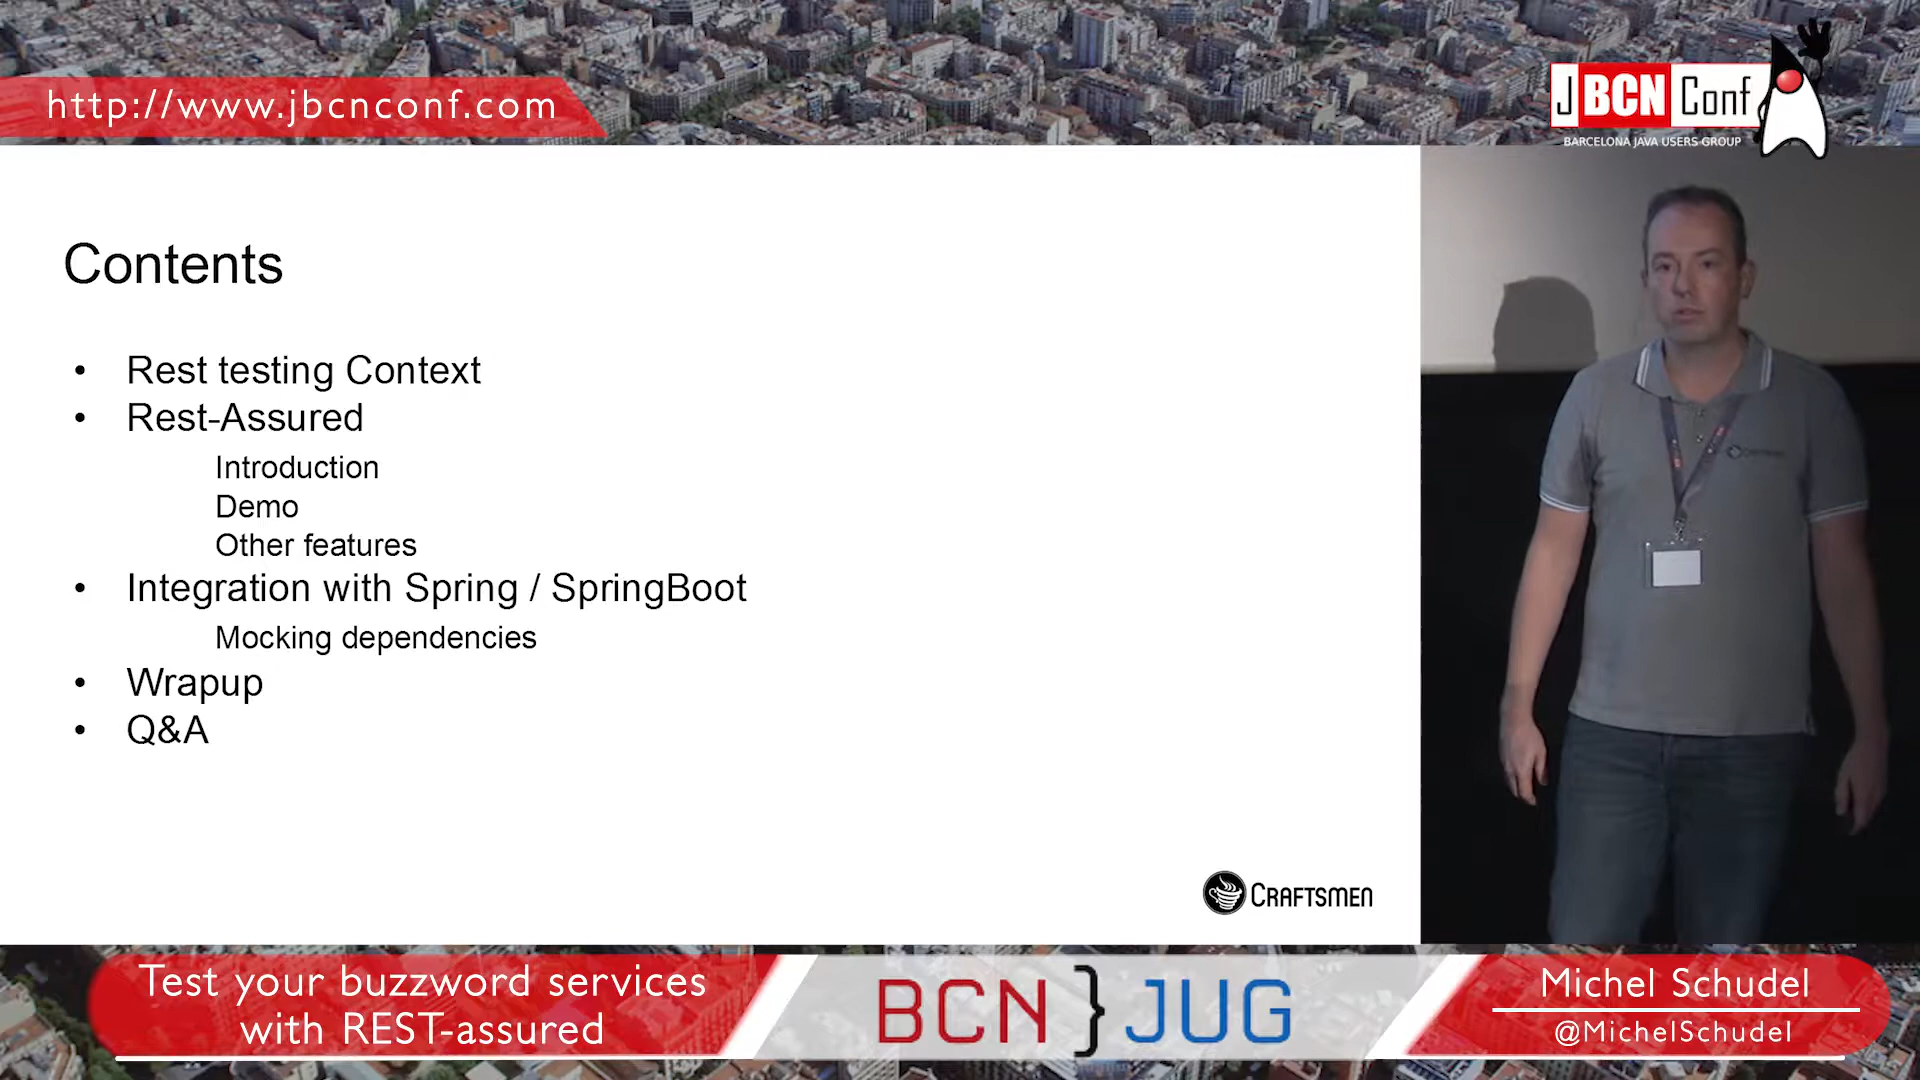 http://www.jbcnconf.com
JBCNConf
BARCELONA JAVA USERS GROUP
Contents
• Rest testing Context
• Rest-Assured
Introduction
Demo
Other features
• Integration with Spring / SpringBoot
Mocking dependencies
• Wrapup
• Q&A
CRAFTSMEN
Test your buzzword services
with REST-assured
BCN}JUG
Michel Schudel
@MichelSchudel